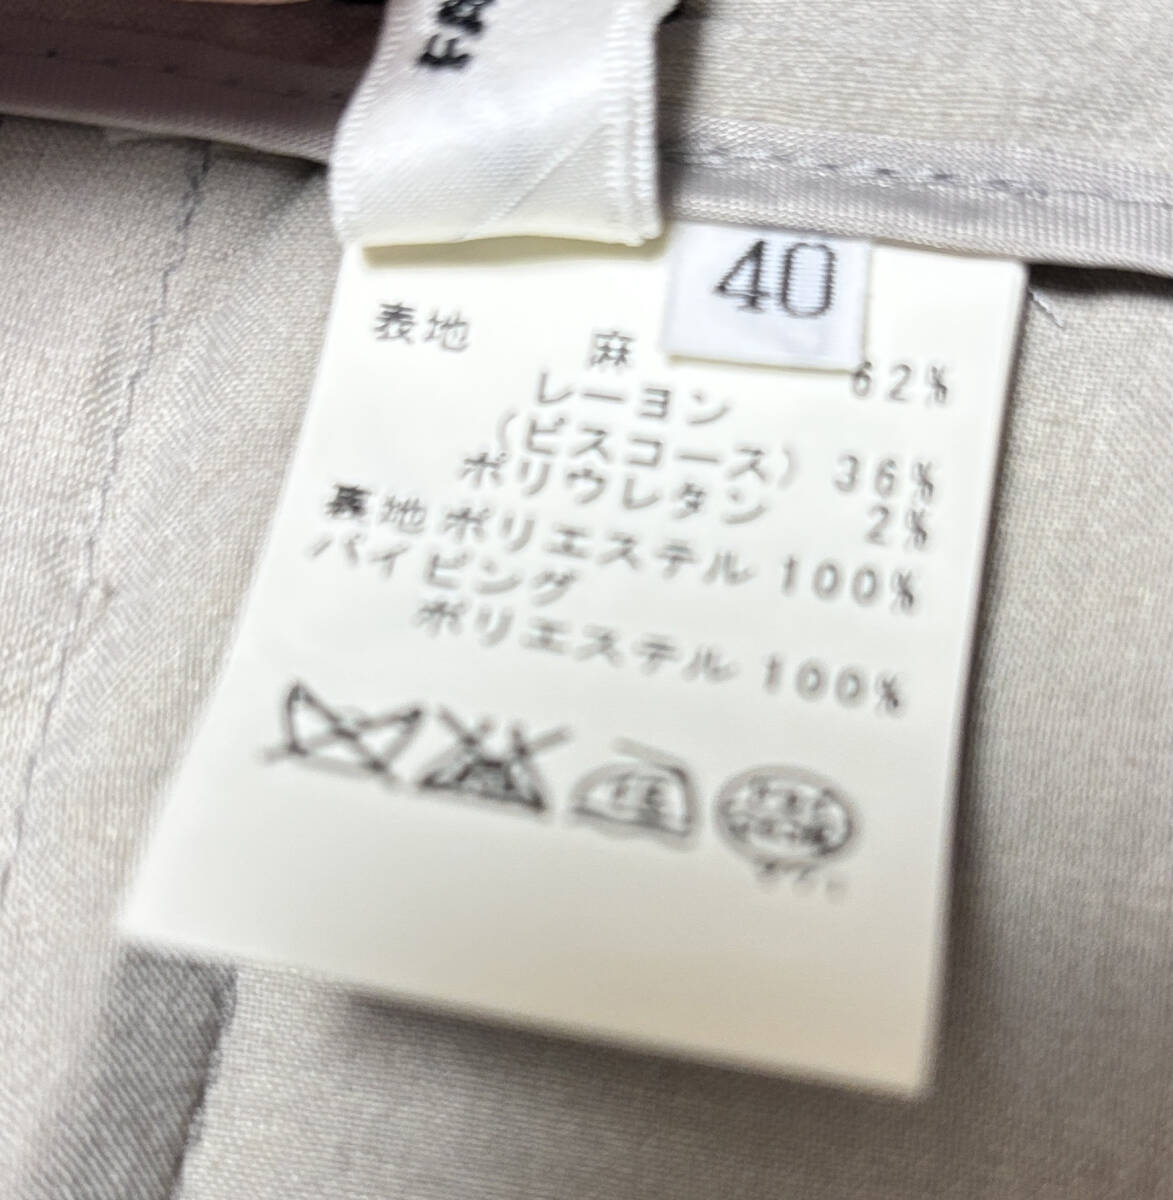 FA
40
表地 麻 62%
レーヨン
(ビスコース) 36%
ポリウレタン 2%
裏地ポリエステル 100%
パイピング
ポリエステル 100%